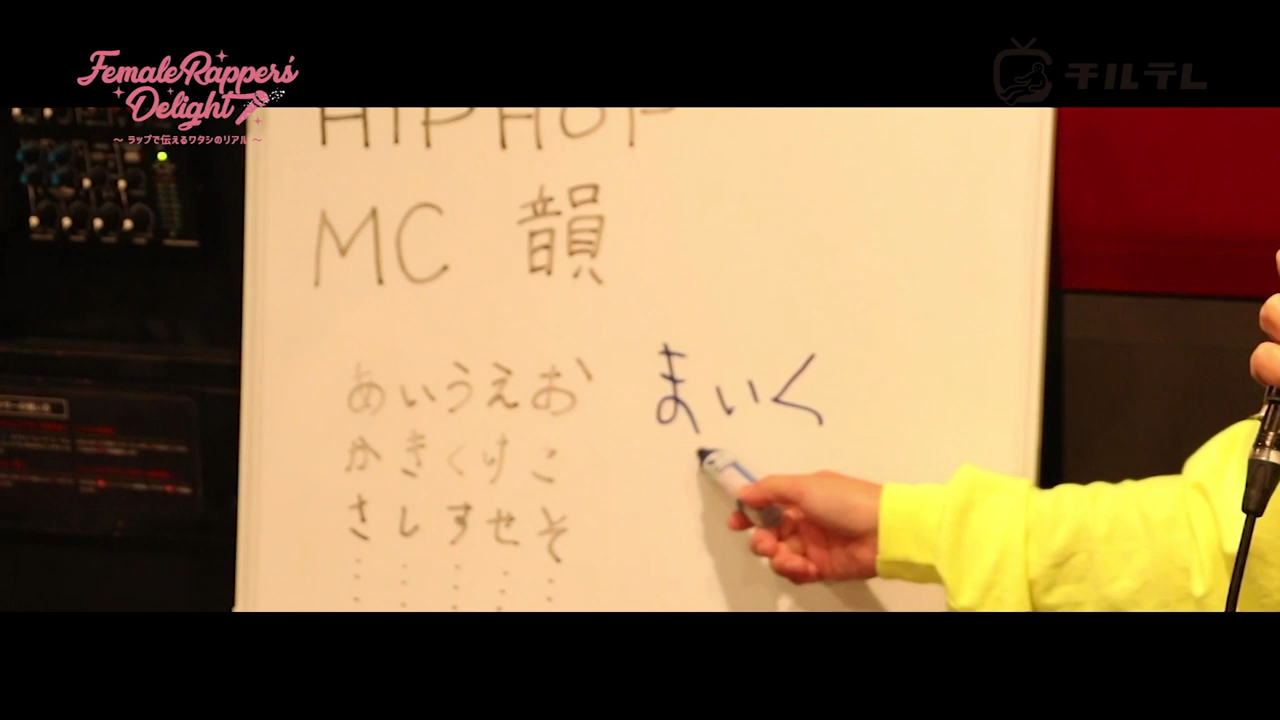 Female Rappers' Delight
～ ラップで伝えるワタシのリアル ～
チルテレ
HIPHOP
MC 韻
あいうえお
かきくけこ
さしすせそ
まいく